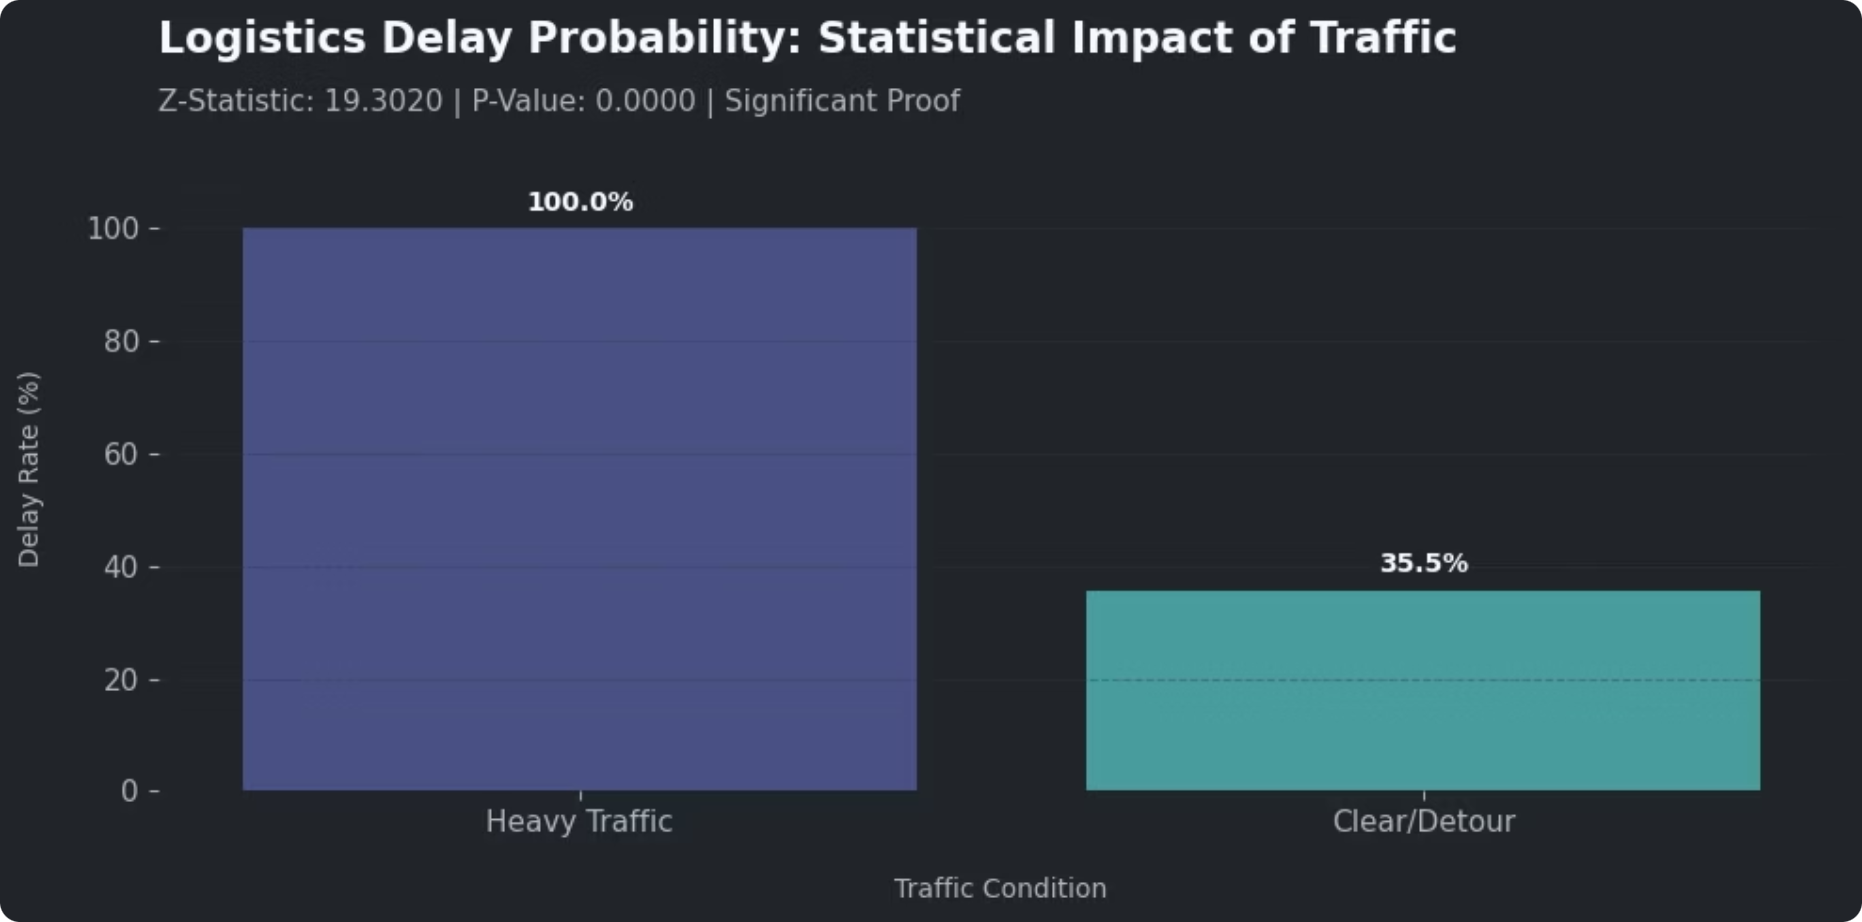 Logistics Delay Probability: Statistical Impact of Traffic
Z-Statistic: 19.3020 | P-Value: 0.0000 | Significant Proof
100.0%
100
80
60
40
20
0
Delay Rate (%)
35.5%
Heavy Traffic
Clear/Detour
Traffic Condition